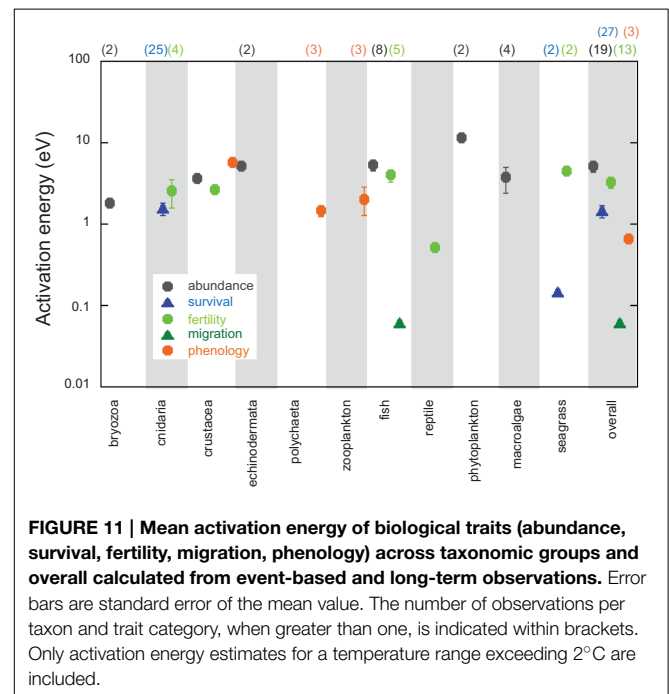 (27) (3)
(2) (25) (4) (2) (3) (3) (8) (5) (2) (4) (2) (2) (19) (13)
100
10
1
0.1
0.01
Activation energy (eV)
abundance
survival
fertility
migration
phenology
bryozoa
cnidaria
crustacea
echinodermata
polychaeta
zooplankton
fish
reptile
phytoplankton
macroalgae
seagrass
overall
FIGURE 11 | Mean activation energy of biological traits (abundance,
survival, fertility, migration, phenology) across taxonomic groups and
overall calculated from event-based and long-term observations. Error
bars are standard error of the mean value. The number of observations per
taxon and trait category, when greater than one, is indicated within brackets.
Only activation energy estimates for a temperature range exceeding 2°C are
included.